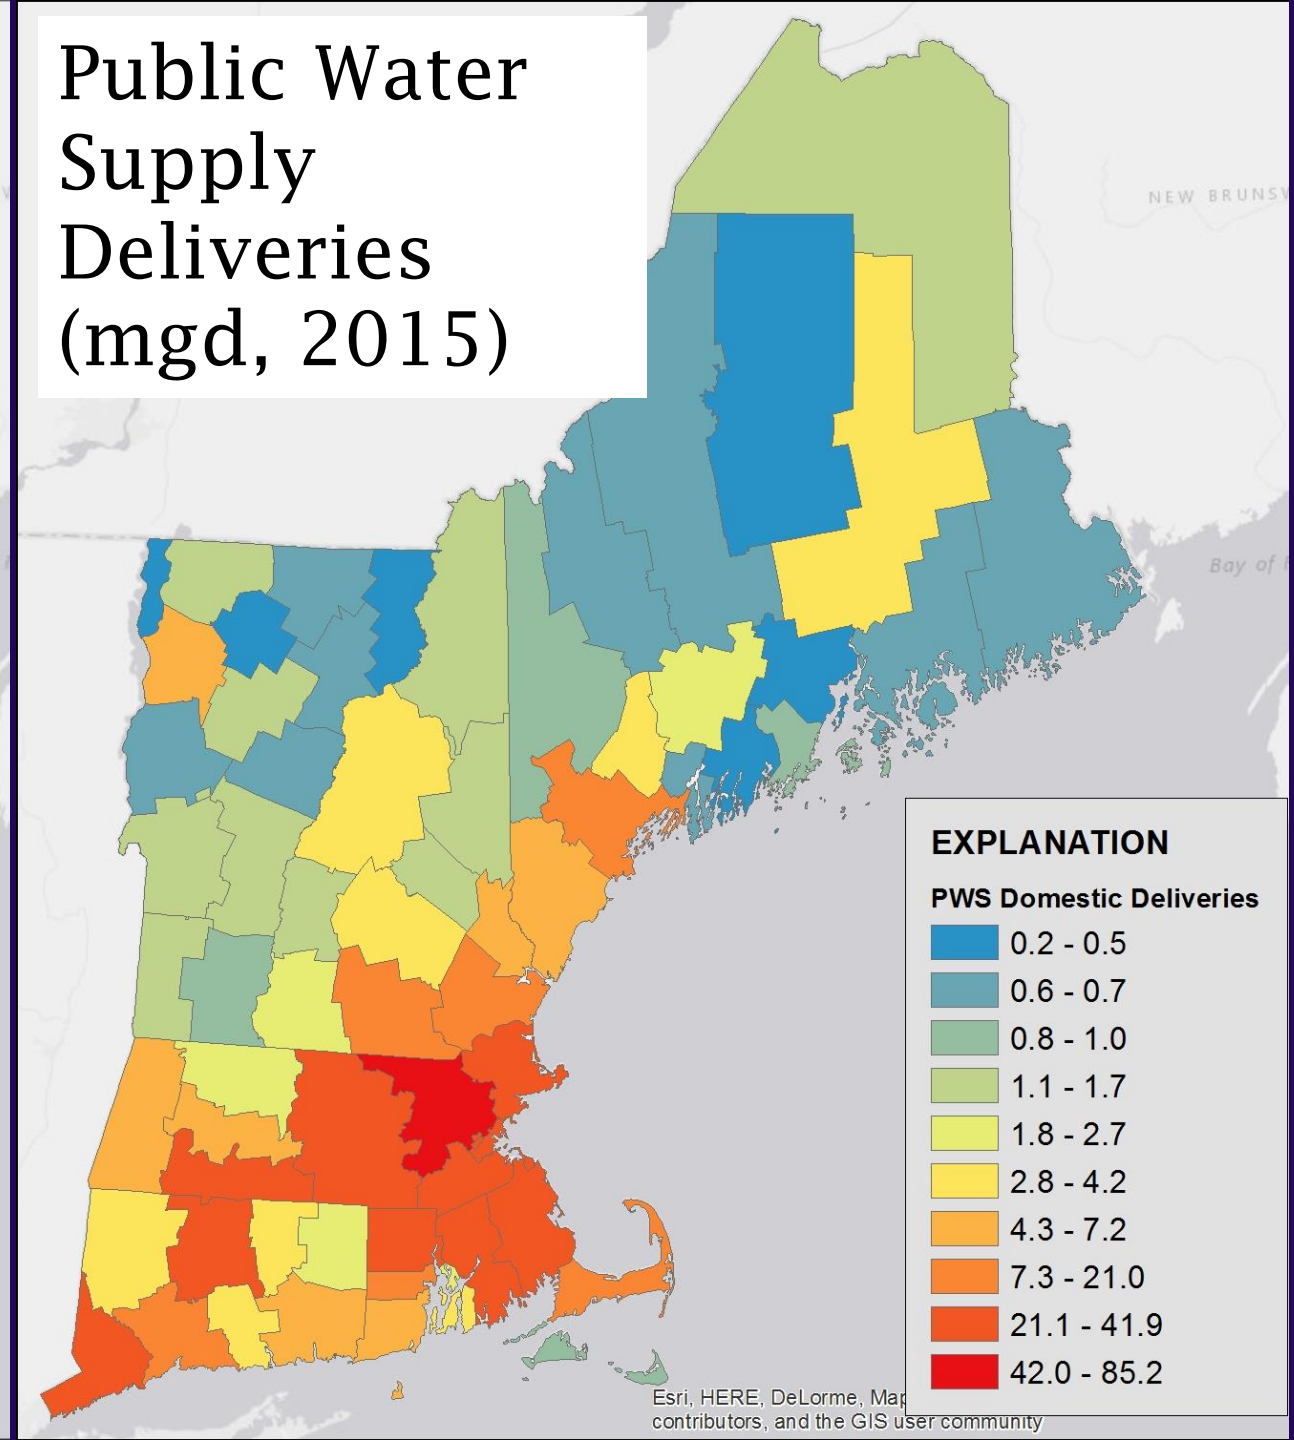 Public Water
Supply
Deliveries
(mgd, 2015)
NEW BRUNSW
Bay of F
EXPLANATION
PWS Domestic Deliveries
0.2 - 0.5
0.6 - 0.7
0.8 - 1.0
1.1 - 1.7
1.8 - 2.7
2.8 - 4.2
4.3 - 7.2
7.3 - 21.0
21.1 - 41.9
42.0 - 85.2
Esri, HERE, DeLorme, Map
contributors, and the GIS user community